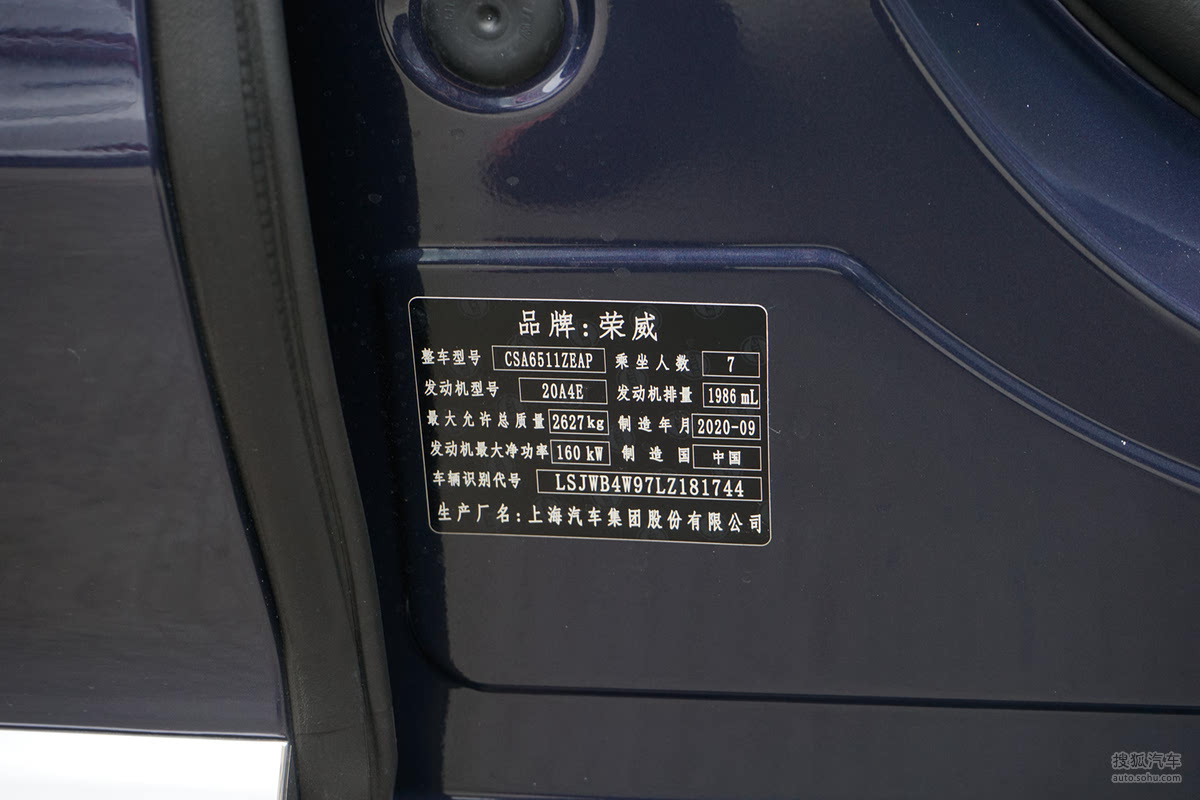 品牌:荣威
整车型号 CSA6511ZEAP 乘坐人数 7
发动机型号 20A4E 发动机排量 1986 mL
最大允许总质量 2627kg 制造年月 2020-09
发动机最大净功率 160 kW 制造国 中国
车辆识别代号 LSJWB4W97LZ181744
生产厂名:上海汽车集团股份有限公司
搜狐汽车
auto.sohu.com